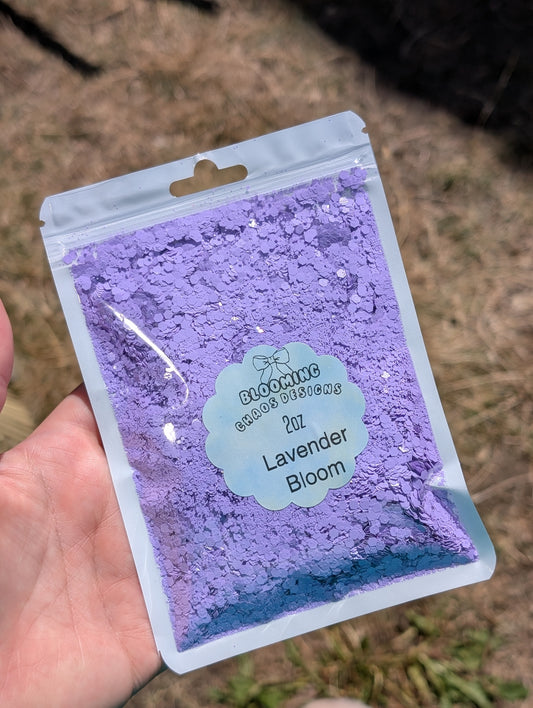 BLOOMING
CHAOS DESIGNS
2oz
Lavender
Bloom